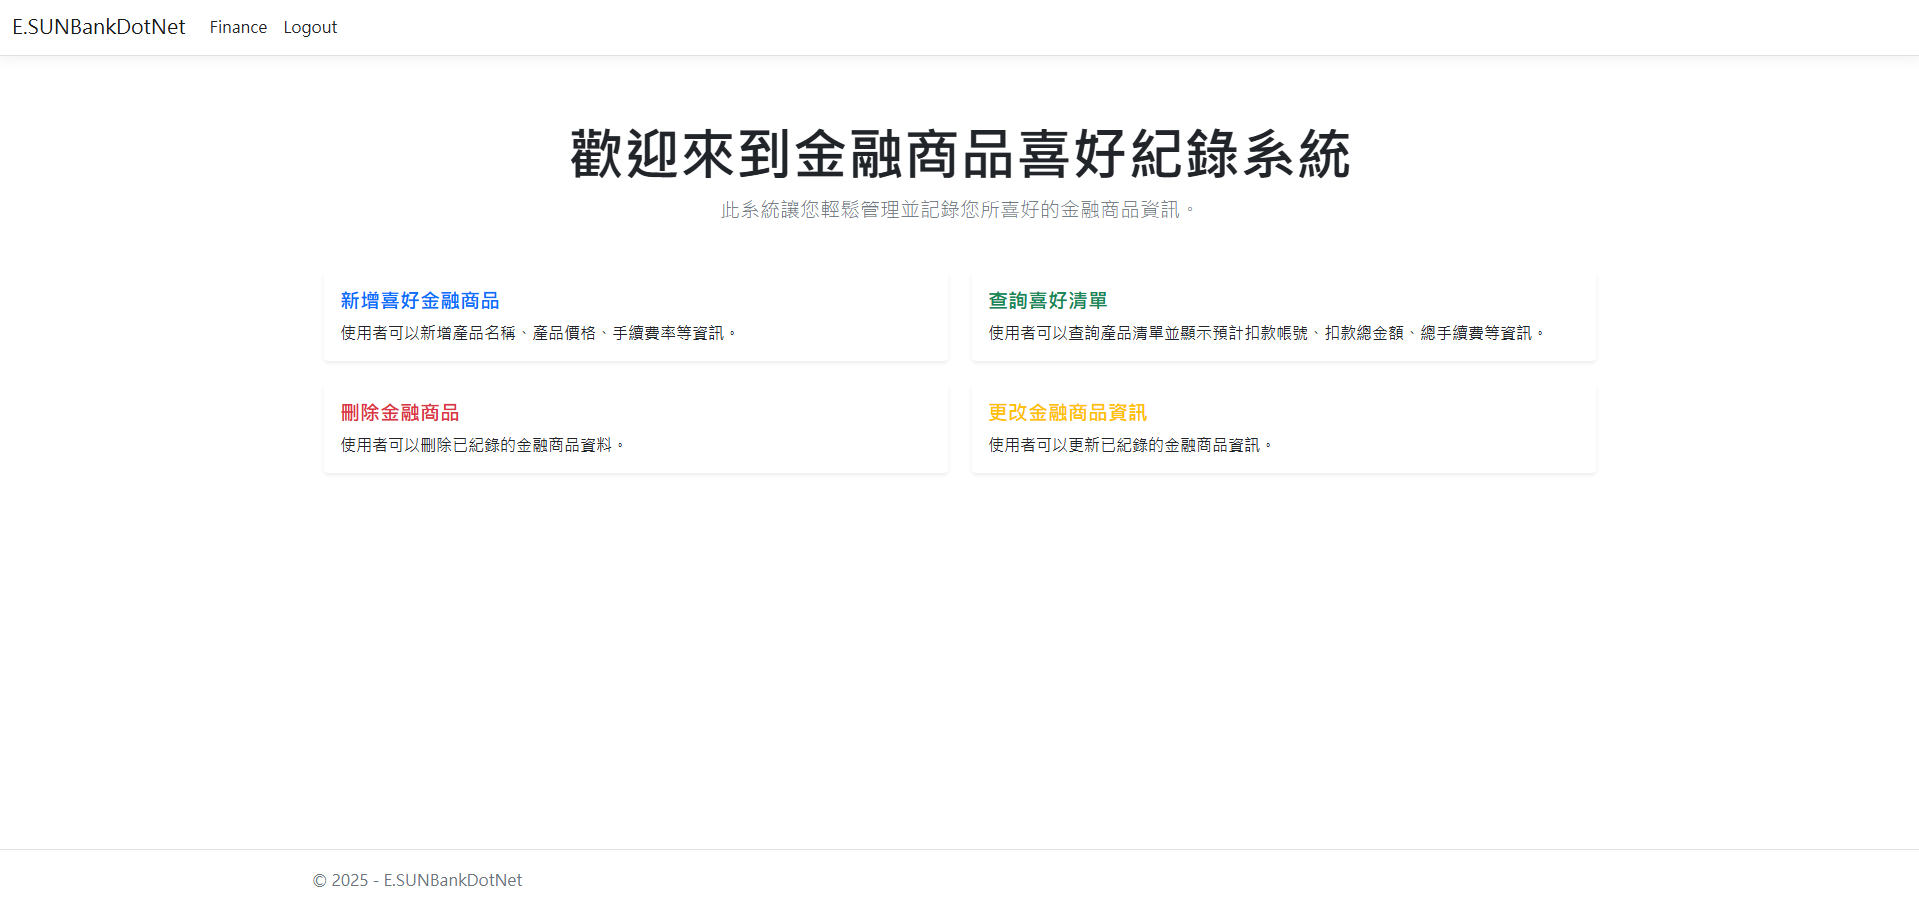 E.SUNBankDotNet Finance Logout
歡迎來到金融商品喜好紀錄系統
此系統讓您輕鬆管理並記錄您所喜好的金融商品資訊。
新增喜好金融商品
使用者可以新增產品名稱、產品價格、手續費率等資訊。
查詢喜好清單
使用者可以查詢產品清單並顯示預計扣款帳號、扣款總金額、總手續費等資訊。
刪除金融商品
使用者可以刪除已紀錄的金融商品資料。
更改金融商品資訊
使用者可以更新已紀錄的金融商品資訊。
© 2025 - E.SUNBankDotNet